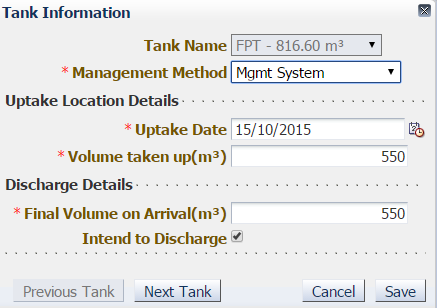 Tank Information
Tank Name FPT - 816.60 m³
* Management Method Mgmt System
Uptake Location Details
* Uptake Date 15/10/2015
* Volume taken up(m³) 550
Discharge Details
* Final Volume on Arrival(m³) 550
Intend to Discharge
Previous Tank Next Tank Cancel Save